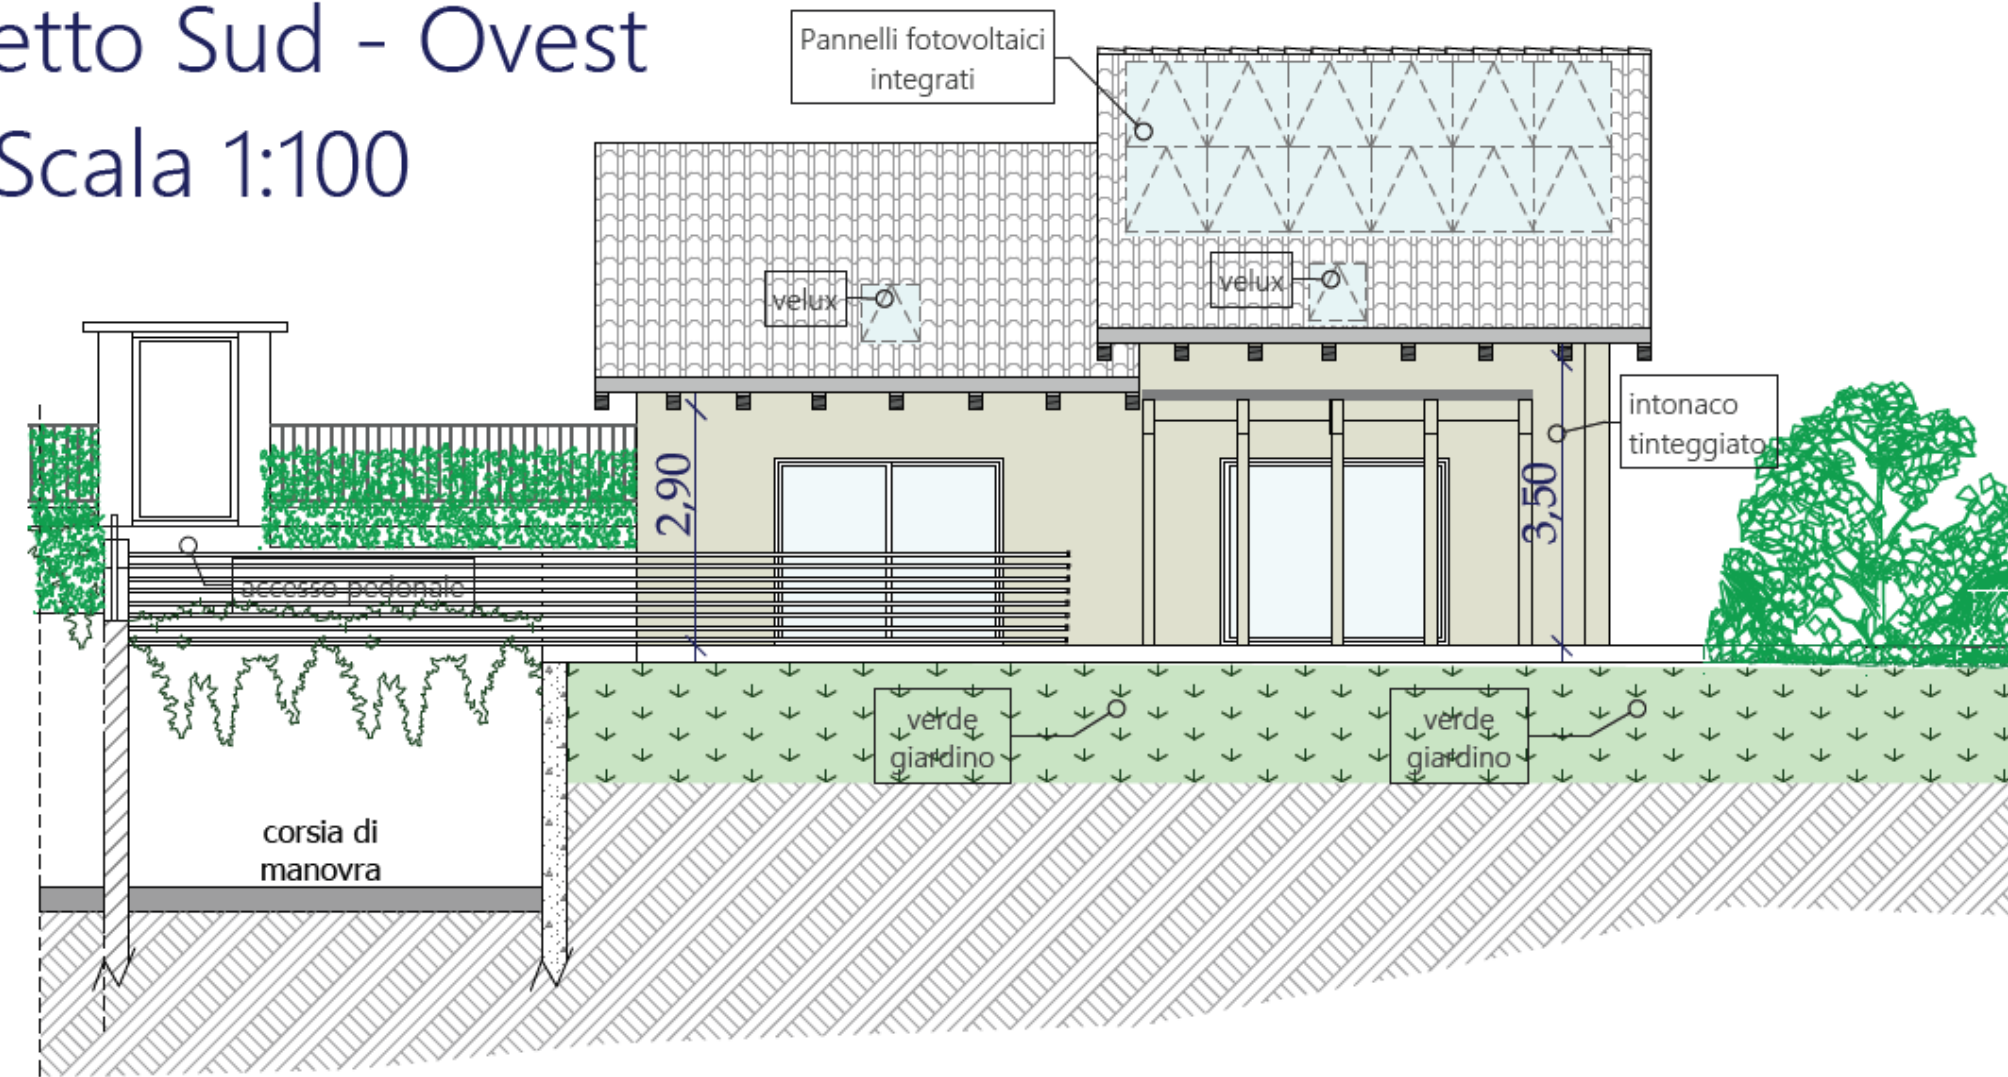 etto Sud - Ovest
Scala 1:100
Pannelli fotovoltaici
integrati
velux
velux
intonaco
tinteggiato
2,90
3,50
accesso pedonale
verde
giardino
verde
giardino
corsia di
manovra